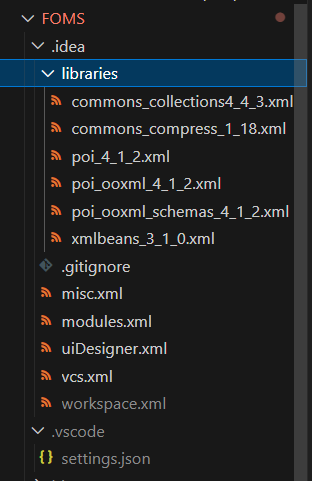 FOMS
.idea
libraries
commons_collections4_4_3.xml
commons_compress_1_18.xml
poi_4_1_2.xml
poi_ooxml_4_1_2.xml
poi_ooxml_schemas_4_1_2.xml
xmlbeans_3_1_0.xml
.gitignore
misc.xml
modules.xml
uiDesigner.xml
vcs.xml
workspace.xml
.vscode
settings.json